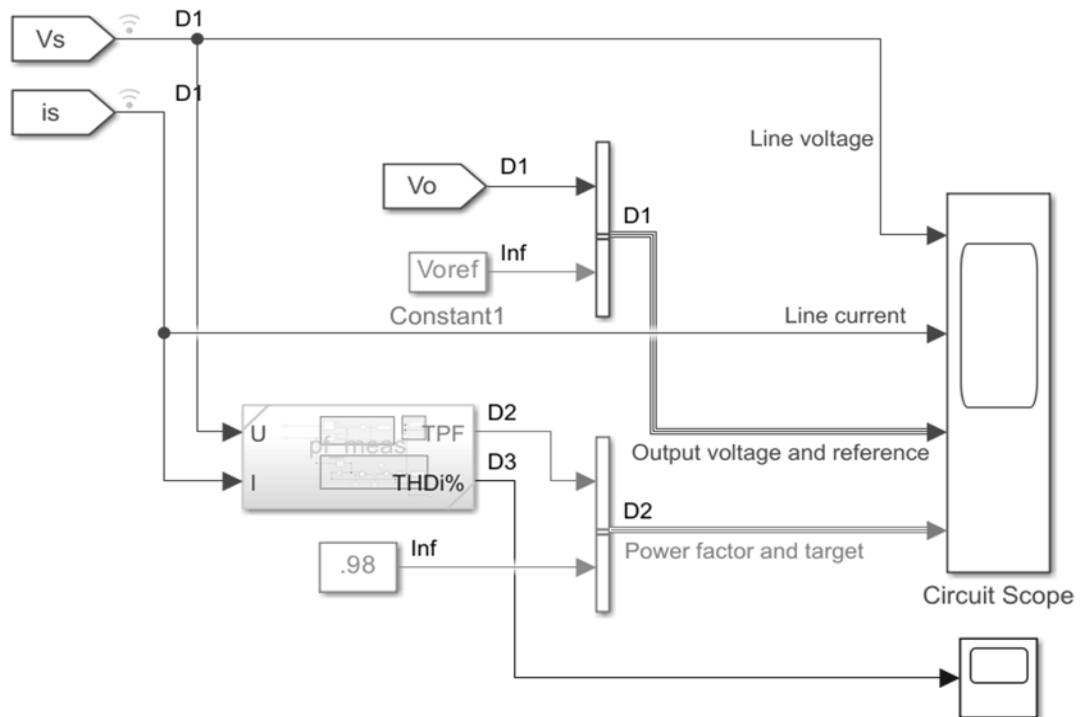 Vs
D1
is
D1
Line voltage
Vo
D1
D1
Voref
Inf
Constant1
Line current
U
pf_meas
TPF
D2
I
THDi%
D3
Output voltage and reference
.98
Inf
D2
Power factor and target
Circuit Scope